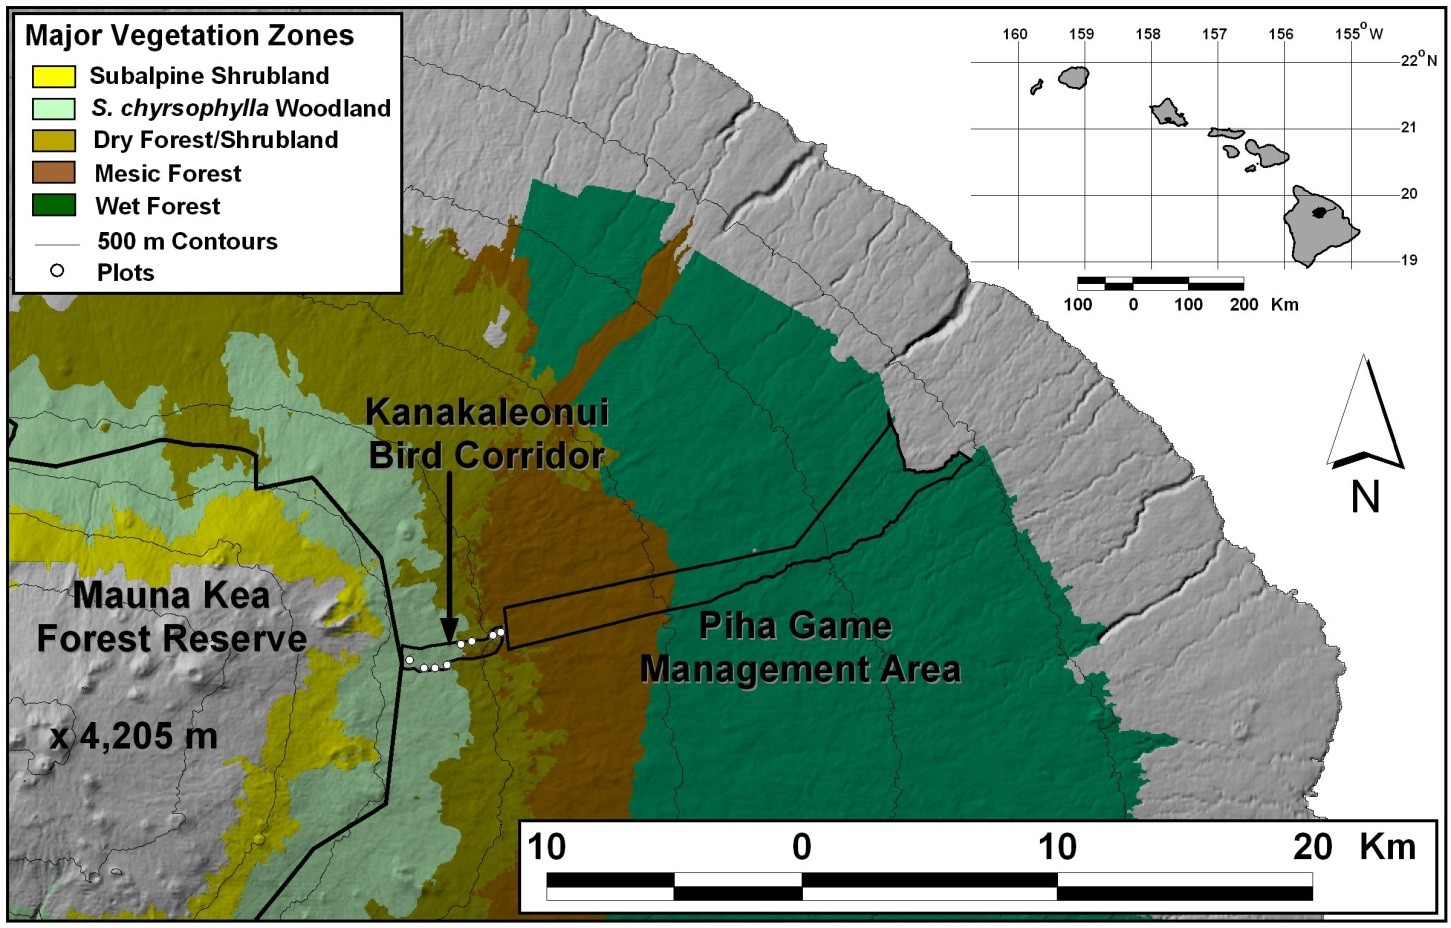 Major Vegetation Zones
Subalpine Shrubland
S. chyrsophylla Woodland
Dry Forest/Shrubland
Mesic Forest
Wet Forest
500 m Contours
Plots
160 159 158 157 156 155°W
22°N
21
20
19
100 0 100 200 Km
Kanakaleonui
Bird Corridor
N
Mauna Kea
Forest Reserve
Piha Game
Management Area
x 4,205 m
10 0 10 20 Km